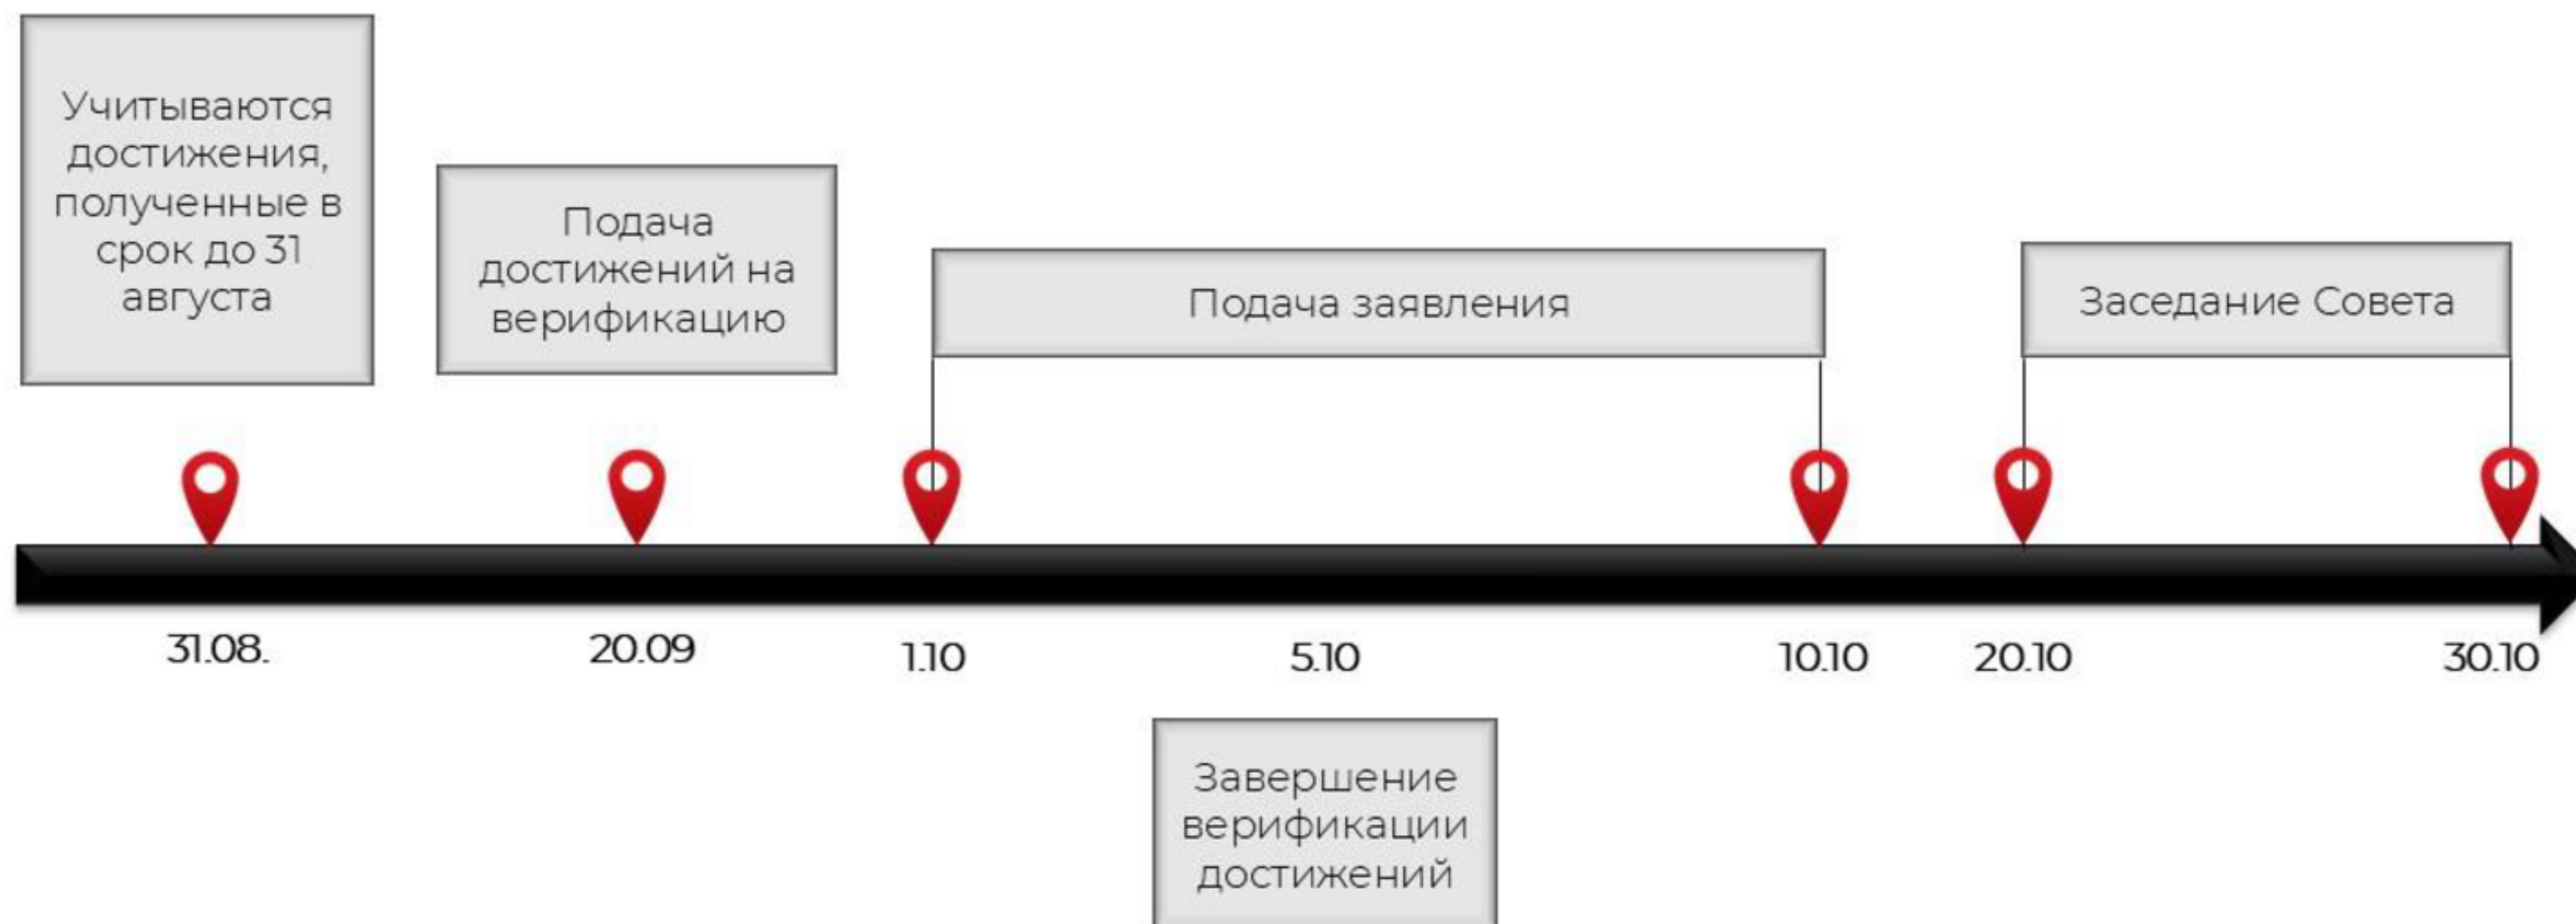 Учитываются
достижения,
полученные в
срок до 31
августа
Подача
достижений на
верификацию
Подача заявления
Заседание Совета
31.08.
20.09
1.10
5.10
10.10
20.10
30.10
Завершение
верификации
достижений